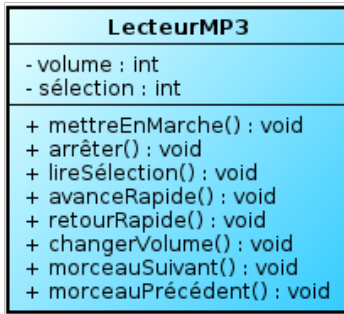 LecteurMP3
- volume : int
- sélection : int
+ mettreEnMarche() : void
+ arrêter() : void
+ lireSélection() : void
+ avanceRapide() : void
+ retourRapide() : void
+ changerVolume() : void
+ morceauSuivant() : void
+ morceauPrécédent() : void